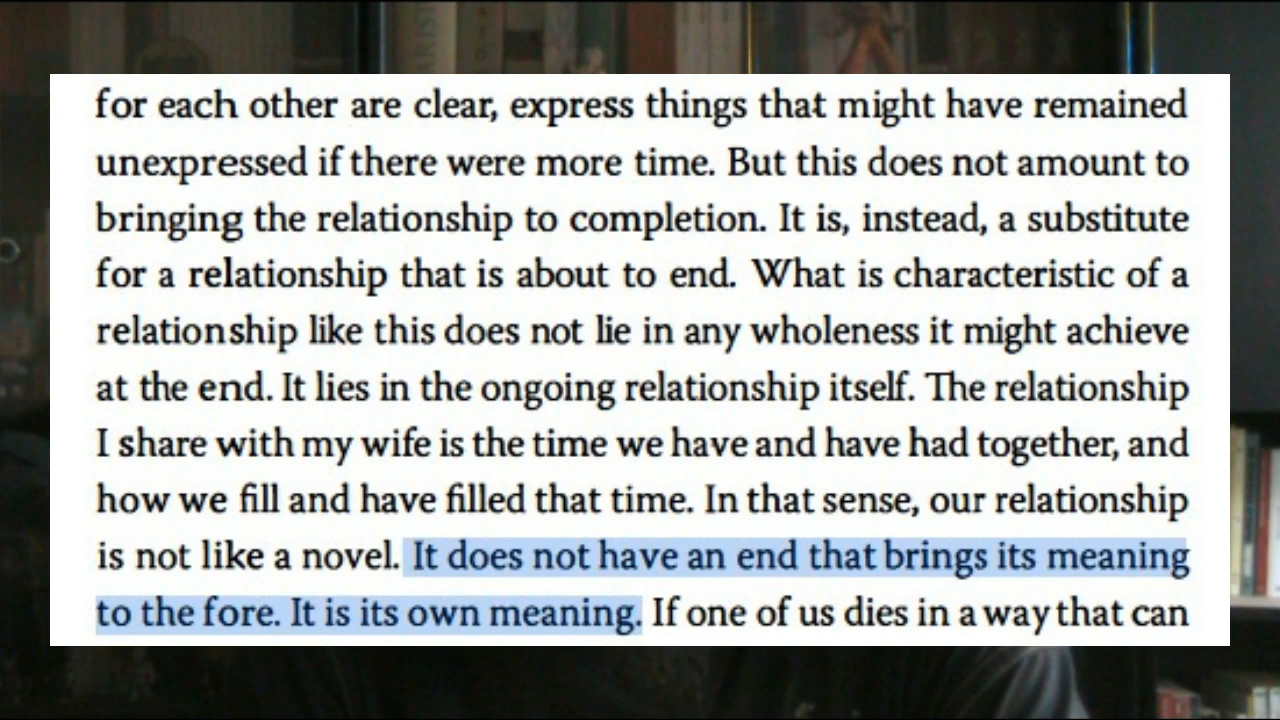 for each other are clear, express things that might have remained
unexpressed if there were more time. But this does not amount to
bringing the relationship to completion. It is, instead, a substitute
for a relationship that is about to end. What is characteristic of a
relationship like this does not lie in any wholeness it might achieve
at the end. It lies in the ongoing relationship itself. The relationship
I share with my wife is the time we have and have had together, and
how we fill and have filled that time. In that sense, our relationship
is not like a novel. It does not have an end that brings its meaning
to the fore. It is its own meaning. If one of us dies in a way that can